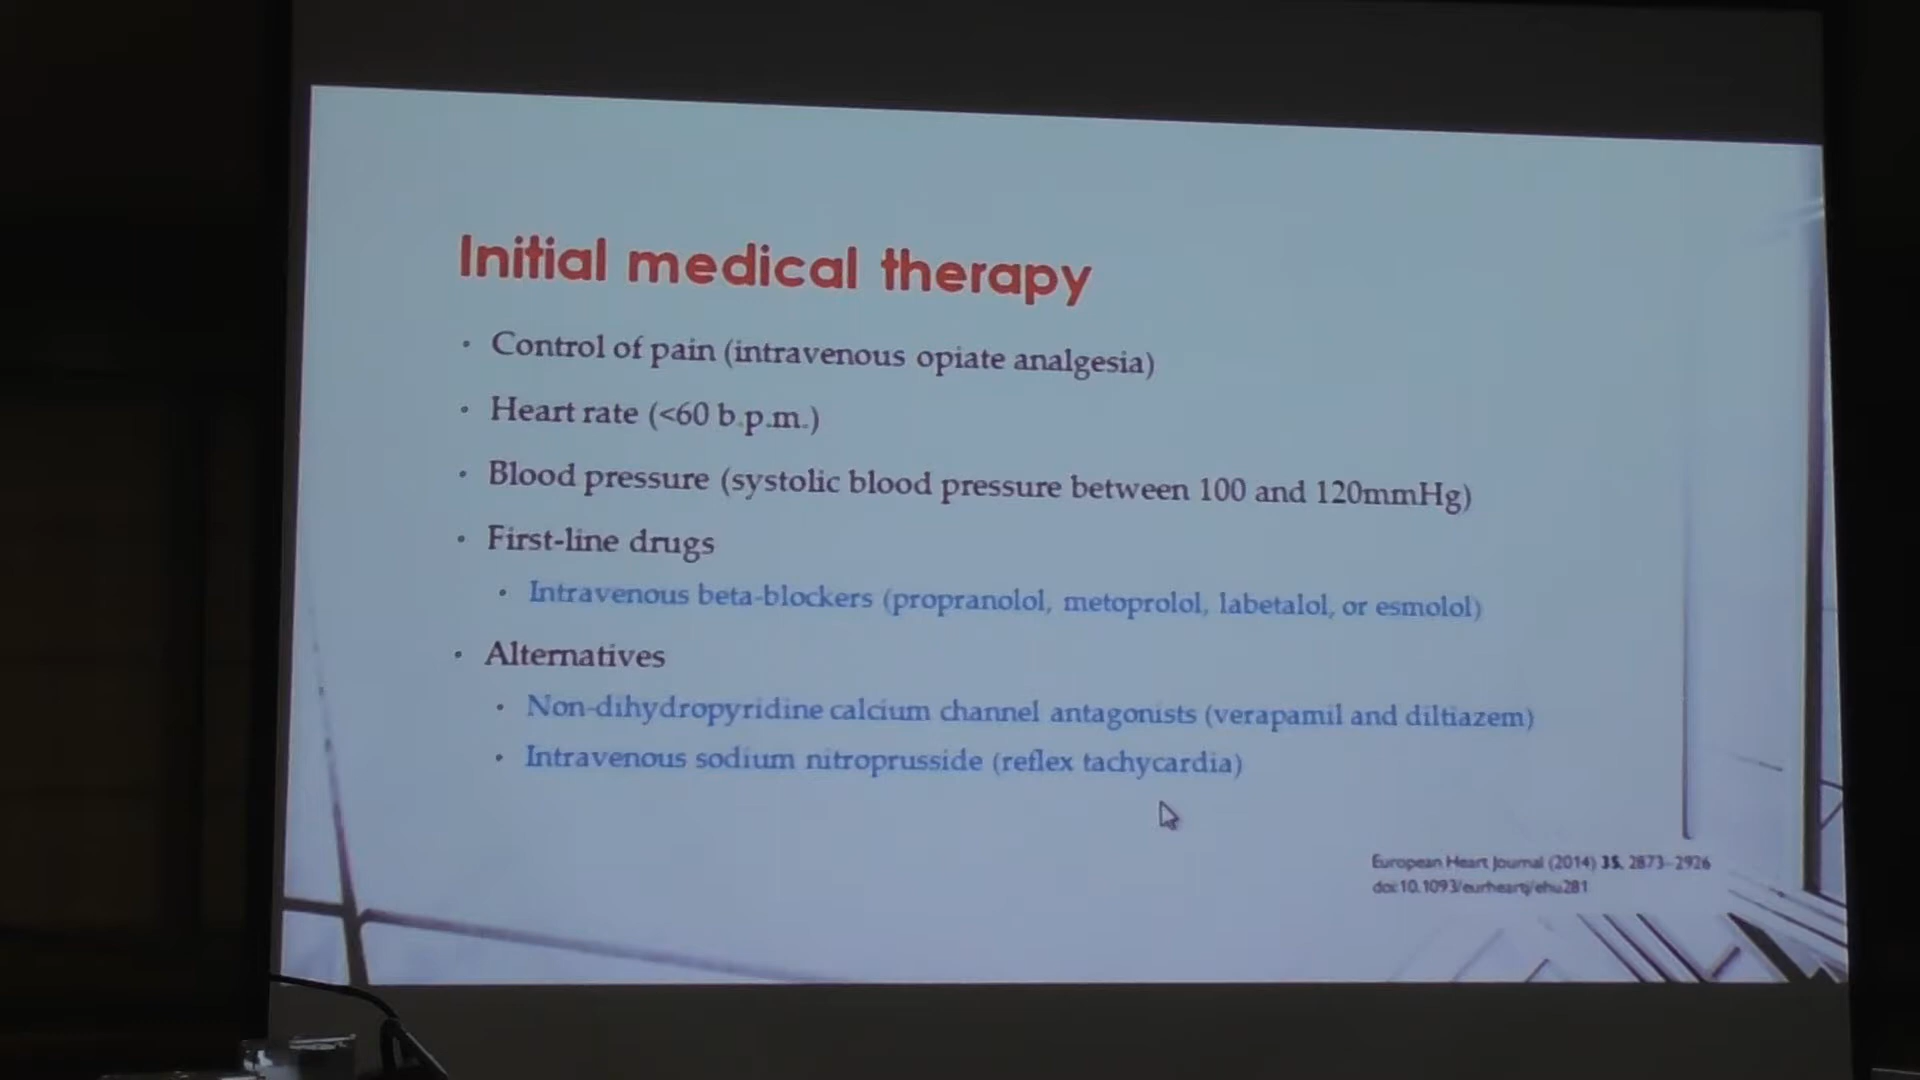 Initial medical therapy
• Control of pain (intravenous opiate analgesia)
• Heart rate (<60 b.p.m.)
• Blood pressure (systolic blood pressure between 100 and 120mmHg)
• First-line drugs
• Intravenous beta-blockers (propranolol, metoprolol, labetalol, or esmolol)
• Alternatives
• Non-dihydropyridine calcium channel antagonists (verapamil and diltiazem)
• Intravenous sodium nitroprusside (reflex tachycardia)
European Heart Journal (2014) 35, 2873–2926
doi:10.1093/eurheartj/ehu281